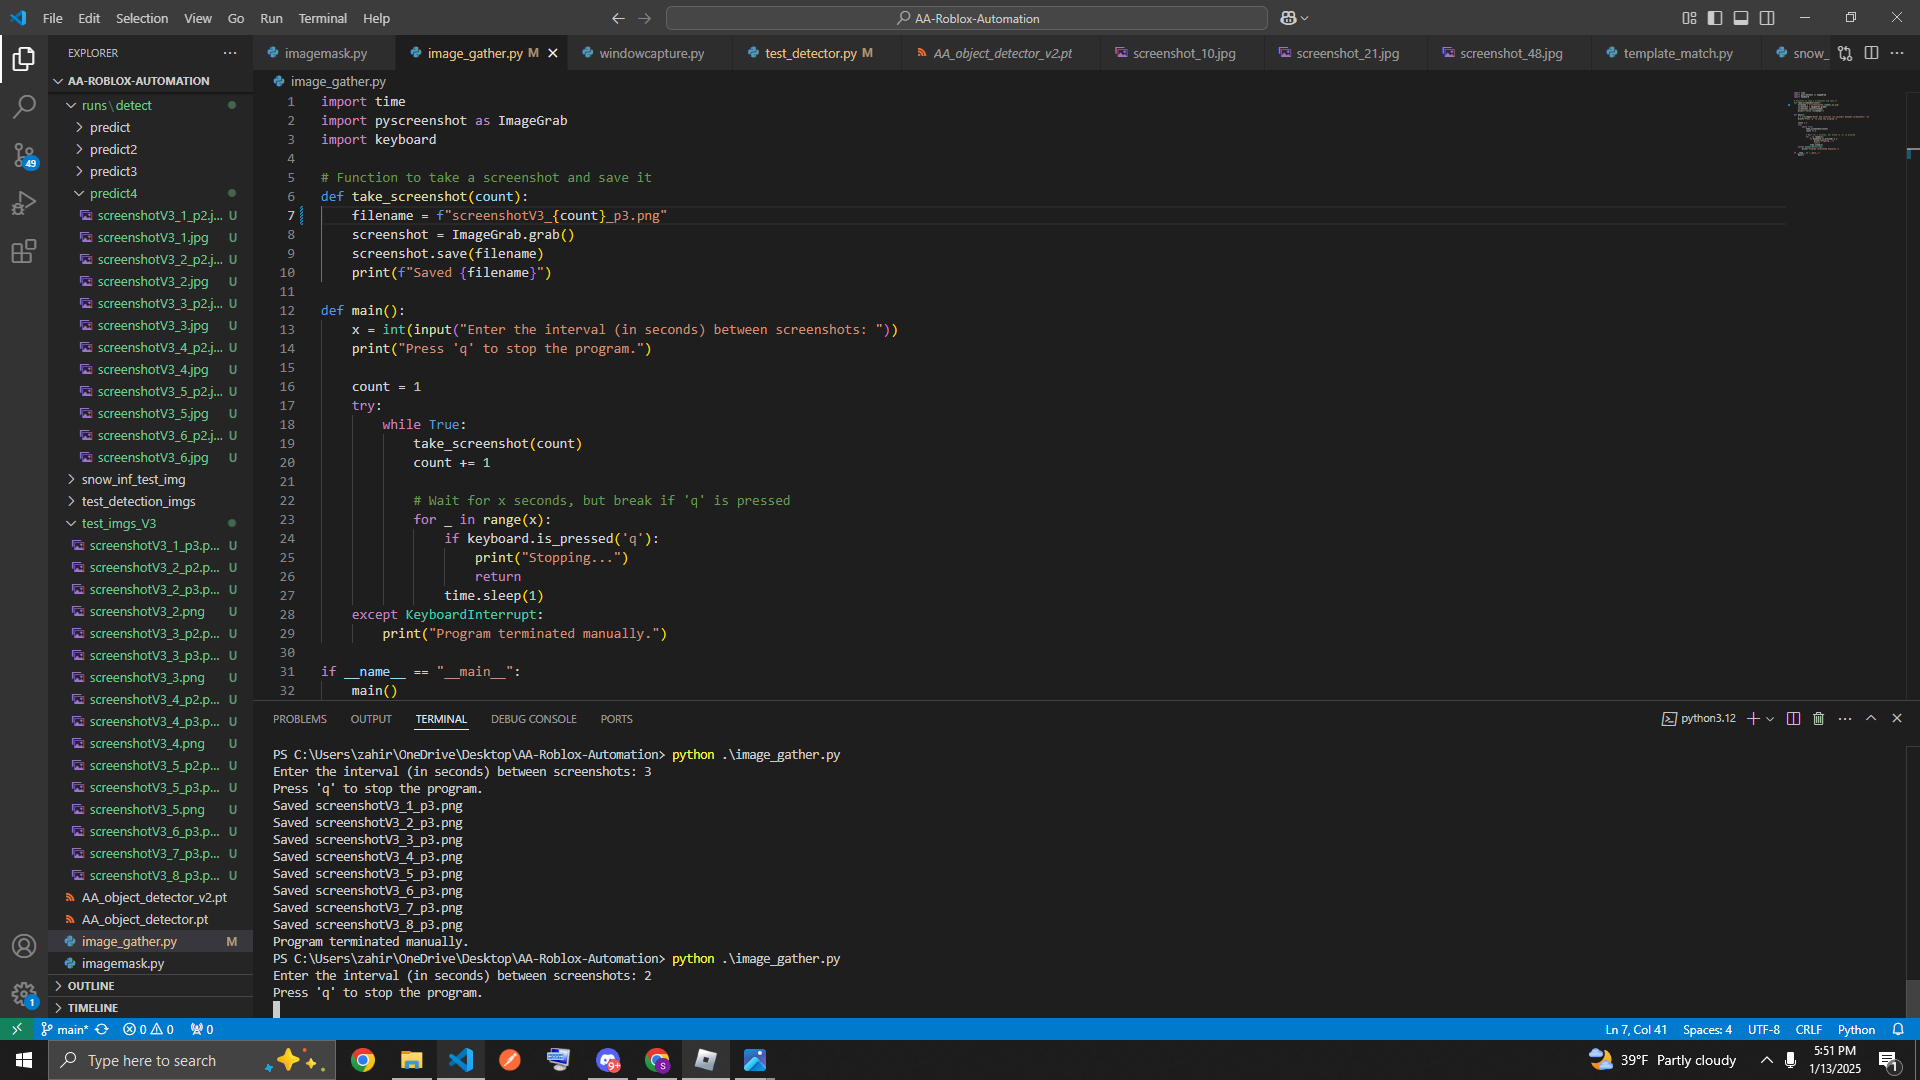 File Edit Selection View Go Run Terminal Help
AA-Roblox-Automation
EXPLORER
AA-ROBLOX-AUTOMATION
runs\detect
predict
predict2
predict3
predict4
screenshotV3_1_p2.j... U
screenshotV3_1.jpg U
screenshotV3_2_p2.j... U
screenshotV3_2.jpg U
screenshotV3_3_p2.j... U
screenshotV3_3.jpg U
screenshotV3_4_p2.j... U
screenshotV3_4.jpg U
screenshotV3_5_p2.j... U
screenshotV3_5.jpg U
screenshotV3_6_p2.j... U
screenshotV3_6.jpg U
snow_inf_test_img
test_detection_imgs
test_imgs_V3
screenshotV3_1_p3.p... U
screenshotV3_2_p2.p... U
screenshotV3_2_p3.p... U
screenshotV3_2.png U
screenshotV3_3_p2.p... U
screenshotV3_3_p3.p... U
screenshotV3_3.png U
screenshotV3_4_p2.p... U
screenshotV3_4_p3.p... U
screenshotV3_4.png U
screenshotV3_5_p2.p... U
screenshotV3_5_p3.p... U
screenshotV3_5.png U
screenshotV3_6_p3.p... U
screenshotV3_7_p3.p... U
screenshotV3_8_p3.p... U
AA_object_detector_v2.pt
AA_object_detector.pt
image_gather.py M
imagemask.py
OUTLINE
TIMELINE
49
1
imagemask.py image_gather.py M windowcapture.py test_detector.py M AA_object_detector_v2.pt screenshot_10.jpg screenshot_21.jpg screenshot_48.jpg template_match.py snow_
image_gather.py
1 import time
2 import pyscreenshot as ImageGrab
3 import keyboard
4
5 # Function to take a screenshot and save it
6 def take_screenshot(count):
7     filename = f"screenshotV3_{count}_p3.png"
8     screenshot = ImageGrab.grab()
9     screenshot.save(filename)
10     print(f"Saved {filename}")
11
12 def main():
13     x = int(input("Enter the interval (in seconds) between screenshots: "))
14     print("Press 'q' to stop the program.")
15
16     count = 1
17     try:
18         while True:
19             take_screenshot(count)
20             count += 1
21
22             # Wait for x seconds, but break if 'q' is pressed
23             for _ in range(x):
24                 if keyboard.is_pressed('q'):
25                     print("Stopping...")
26                     return
27                 time.sleep(1)
28     except KeyboardInterrupt:
29         print("Program terminated manually.")
30
31 if __name__ == "__main__":
32     main()
PROBLEMS OUTPUT TERMINAL DEBUG CONSOLE PORTS
python3.12
PS C:\Users\zahir\OneDrive\Desktop\AA-Roblox-Automation> python .\image_gather.py
Enter the interval (in seconds) between screenshots: 3
Press 'q' to stop the program.
Saved screenshotV3_1_p3.png
Saved screenshotV3_2_p3.png
Saved screenshotV3_3_p3.png
Saved screenshotV3_4_p3.png
Saved screenshotV3_5_p3.png
Saved screenshotV3_6_p3.png
Saved screenshotV3_7_p3.png
Saved screenshotV3_8_p3.png
Program terminated manually.
PS C:\Users\zahir\OneDrive\Desktop\AA-Roblox-Automation> python .\image_gather.py
Enter the interval (in seconds) between screenshots: 2
Press 'q' to stop the program.
main* 0 0 0
Ln 7, Col 41 Spaces: 4 UTF-8 CRLF Python
Type here to search
9+
S
39°F Partly cloudy
5:51 PM
1/13/2025
1